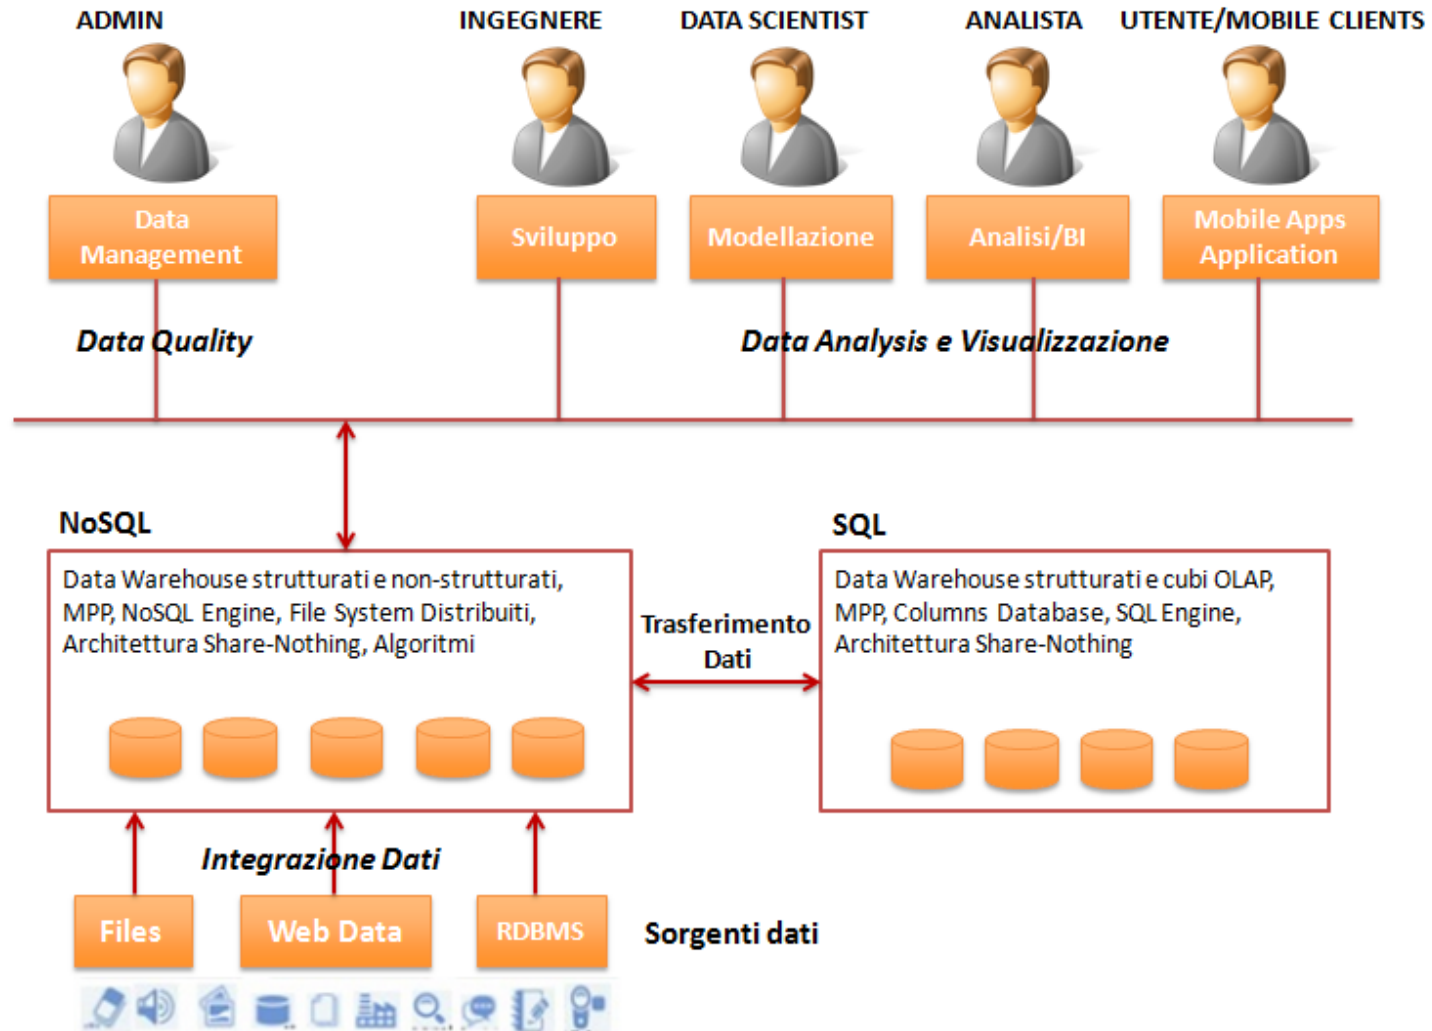 ADMIN
INGEGNERE
DATA SCIENTIST
ANALISTA
UTENTE/MOBILE CLIENTS
Data
Management
Sviluppo
Modellazione
Analisi/BI
Mobile Apps
Application
Data Quality
Data Analysis e Visualizzazione
NoSQL
Data Warehouse strutturati e non-strutturati,
MPP, NoSQL Engine, File System Distribuiti,
Architettura Share-Nothing, Algoritmi
Trasferimento
Dati
SQL
Data Warehouse strutturati e cubi OLAP,
MPP, Columns Database, SQL Engine,
Architettura Share-Nothing
Integrazione Dati
Files
Web Data
RDBMS
Sorgenti dati